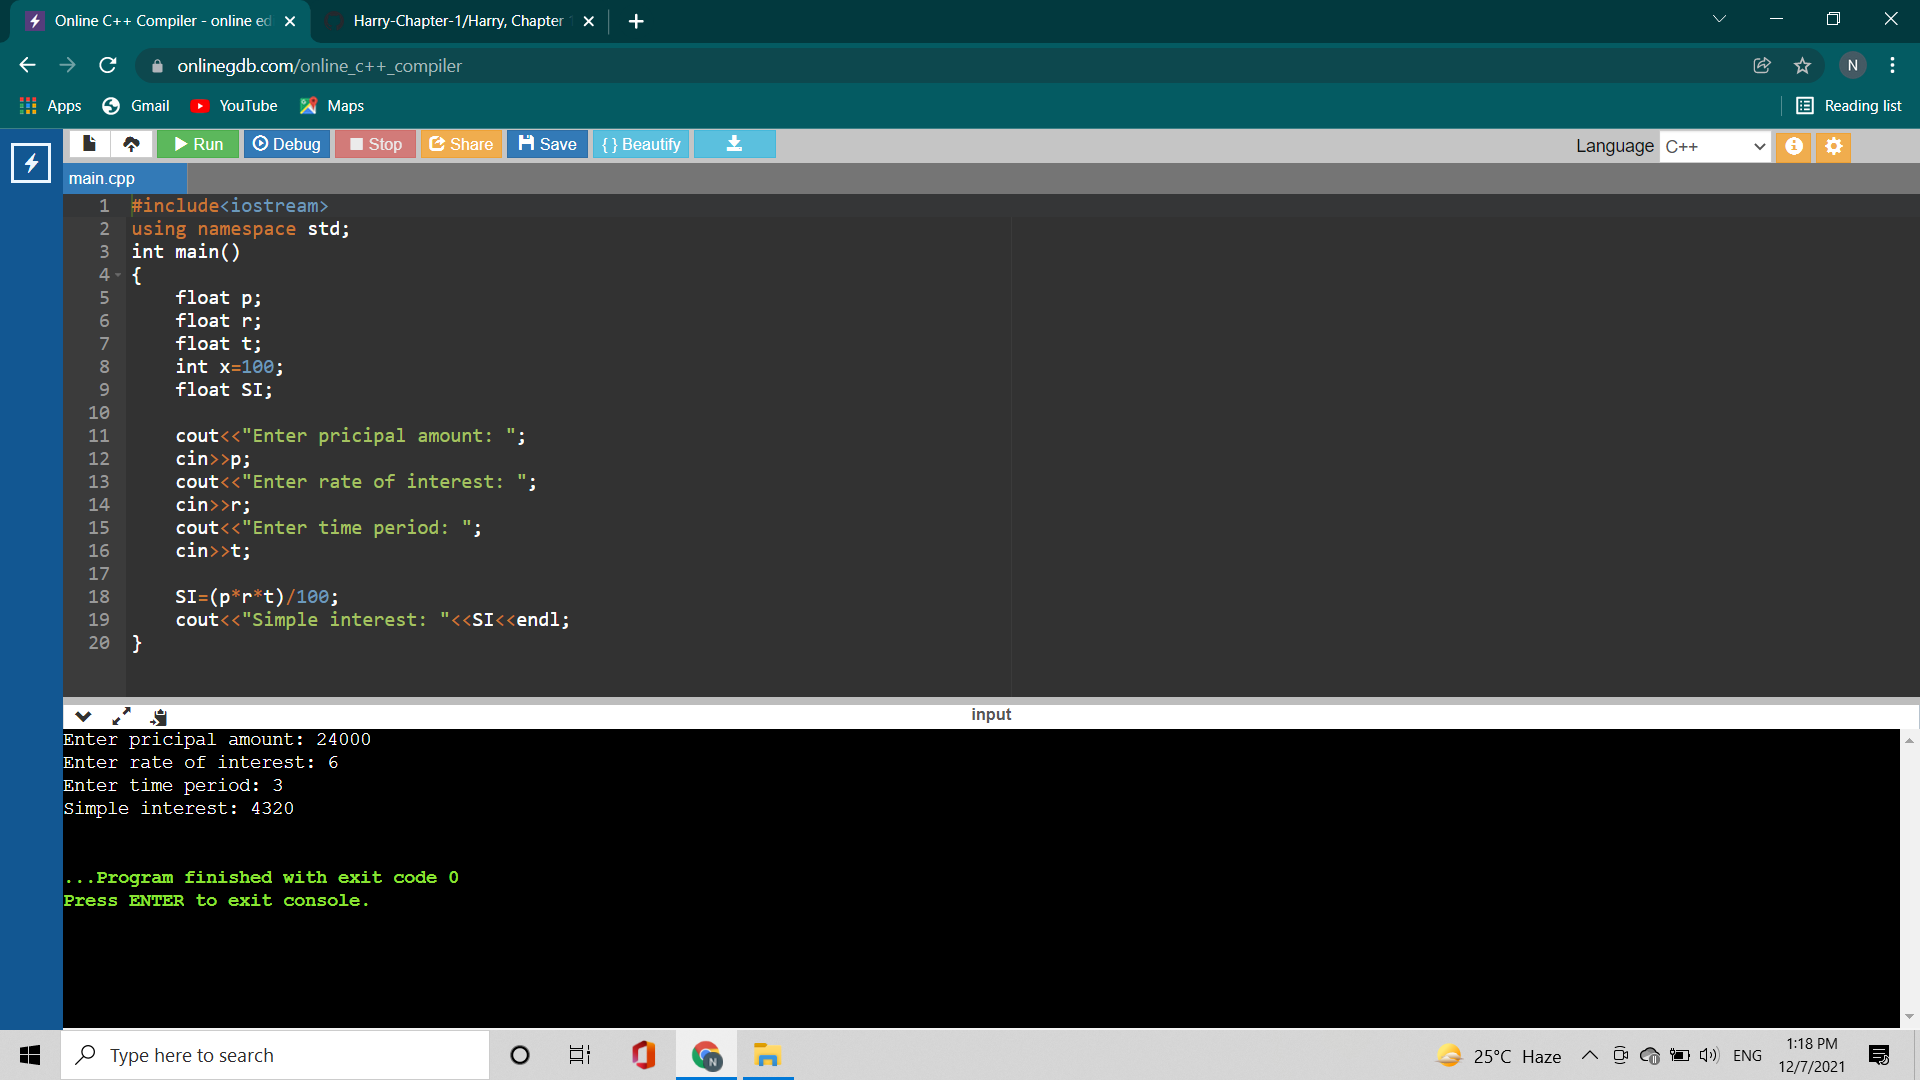 Online C++ Compiler - online ed
Harry-Chapter-1/Harry, Chapter
onlinegdb.com/online_c++_compiler
N
Apps
Gmail
YouTube
Maps
Reading list
Run
Debug
Stop
Share
Save
{ } Beautify
Language
C++
main.cpp
1 #include<iostream>
2 using namespace std;
3 int main()
4 {
5 float p;
6 float r;
7 float t;
8 int x=100;
9 float SI;
10
11 cout<<"Enter pricipal amount: ";
12 cin>>p;
13 cout<<"Enter rate of interest: ";
14 cin>>r;
15 cout<<"Enter time period: ";
16 cin>>t;
17
18 SI=(p*r*t)/100;
19 cout<<"Simple interest: "<<SI<<endl;
20 }
input
Enter pricipal amount: 24000
Enter rate of interest: 6
Enter time period: 3
Simple interest: 4320
...Program finished with exit code 0
Press ENTER to exit console.
Type here to search
N
25°C Haze
ENG
1:18 PM
12/7/2021